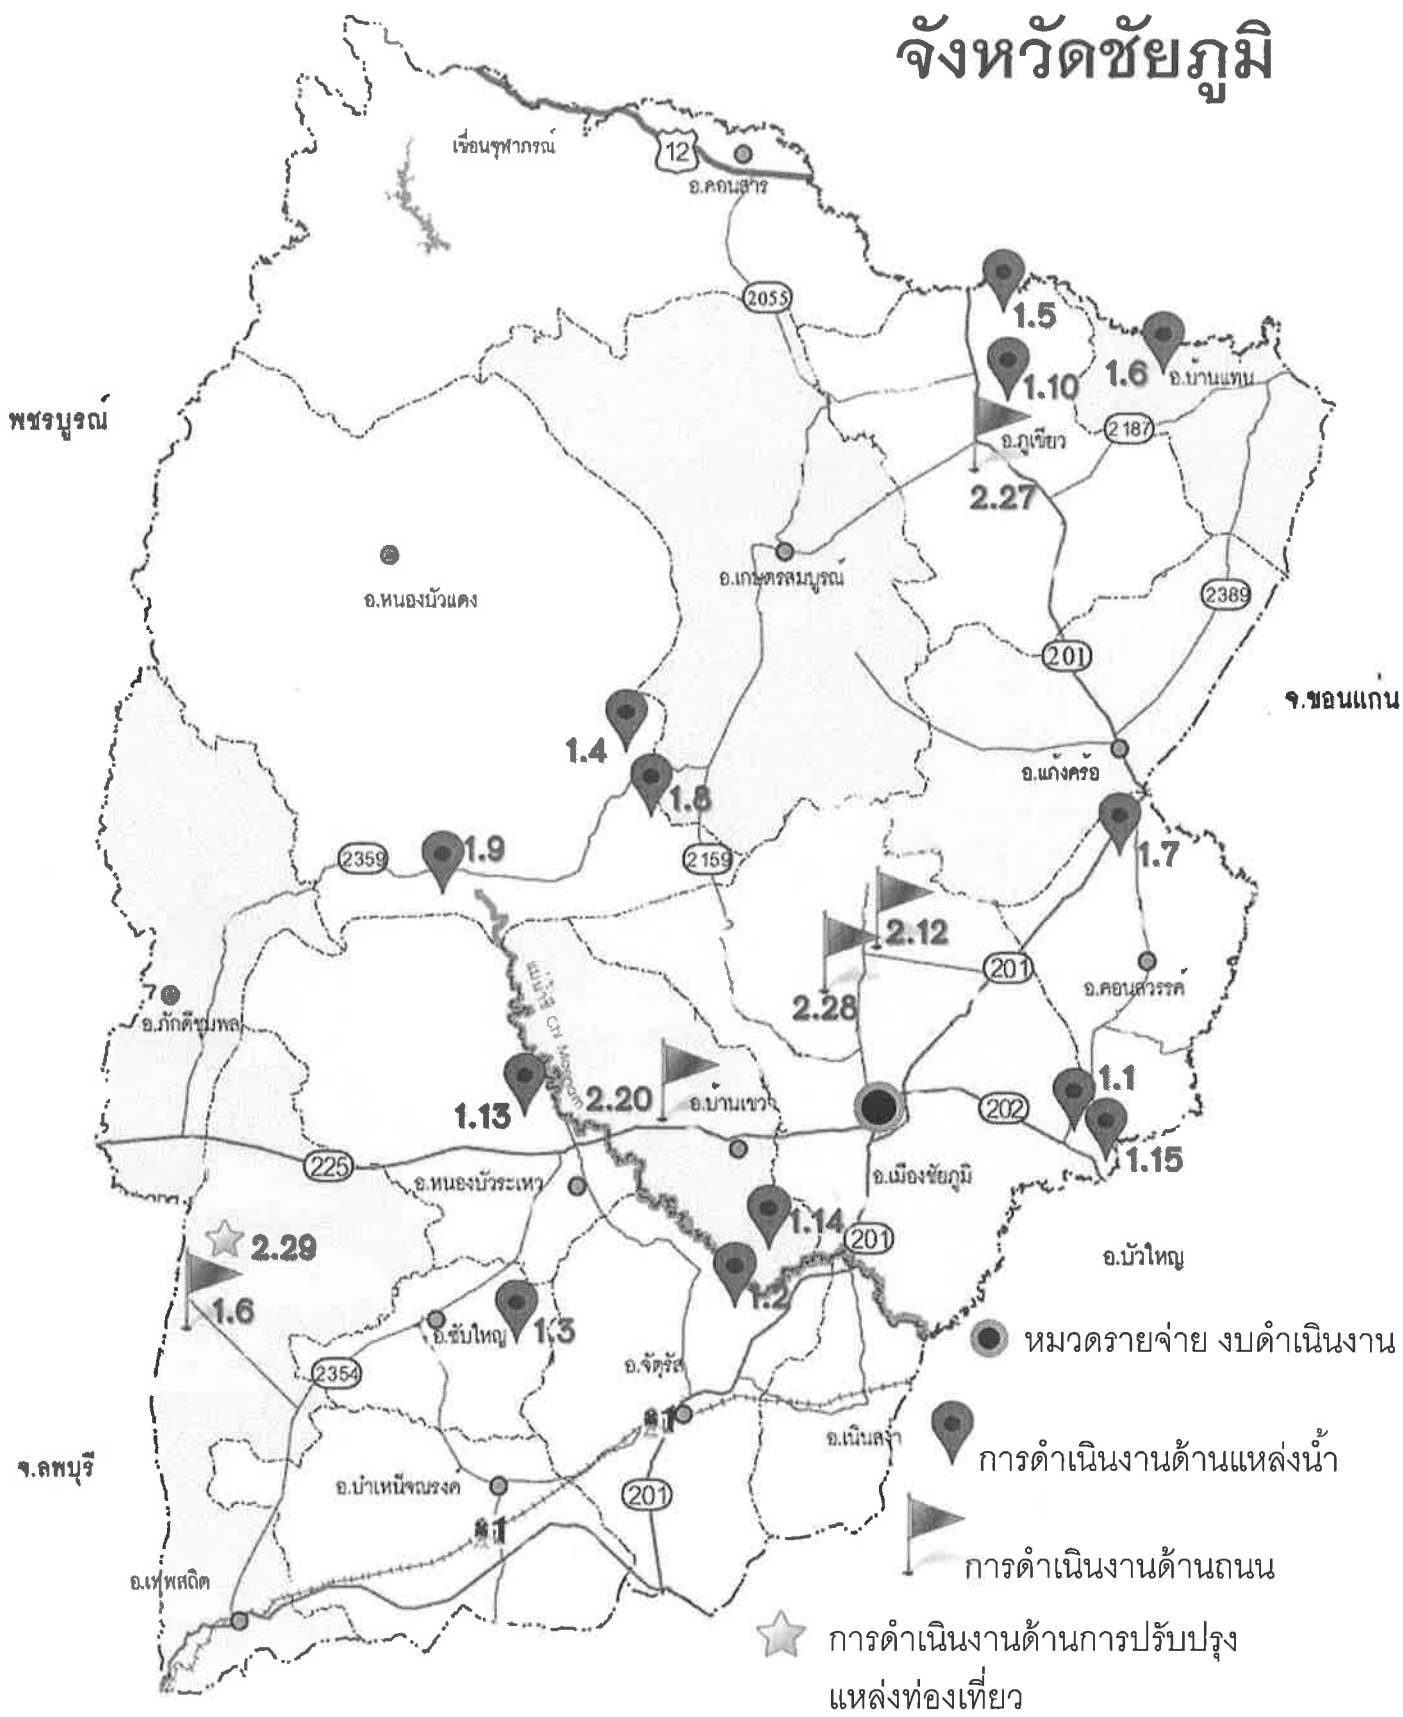 จังหวัดชัยภูมิ
เขื่อนจุฬาภรณ์
12
อ.คอนสาร
2055
1.5
1.10
1.6
อ.บ้านแท่น
พชรบูรณ์
2187
อ.ภูเขียว
2.27
อ.เกษตรสมบูรณ์
อ.หนองบัวแดง
2389
201
จ.ขอนแก่น
1.4
อ.แก้งคร้อ
1.8
1.9
2359
2159
1.7
2.12
201
2.28
อ.คอนสวรรค์
แม่น้ำชี Chi Maenam
7
อ.ภักดีชุมพล
1.13
2.20
อ.บ้านเขว้า
1.1
202
1.15
225
อ.หนองบัวระเหว
อ.เมืองชัยภูมิ
1.14
201
2.29
อ.บัวใหญ่
1.6
1.2
1.3
อ.ซับใหญ่
หมวดรายจ่าย งบดำเนินงาน
2354
อ.จัตุรัส
อ.เนินสง่า
การดำเนินงานด้านแหล่งน้ำ
จ.ลพบุรี
อ.บำเหน็จณรงค์
201
การดำเนินงานด้านถนน
อ.เทพสถิต
การดำเนินงานด้านการปรับปรุง
แหล่งท่องเที่ยว